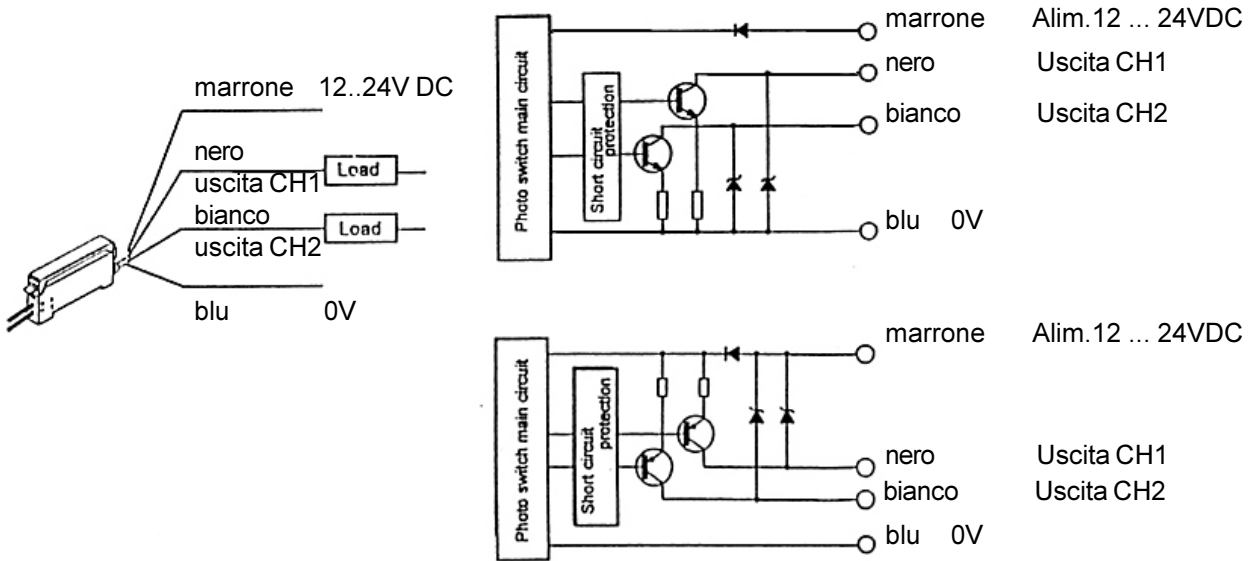 marrone 12..24V DC
nero
uscita CH1
Load
bianco
uscita CH2
Load
blu 0V
Photo switch main circuit
Short circuit
protection
marrone Alim.12 ... 24VDC
nero Uscita CH1
bianco Uscita CH2
blu 0V
Photo switch main circuit
Short circuit
protection
marrone Alim.12 ... 24VDC
nero Uscita CH1
bianco Uscita CH2
blu 0V